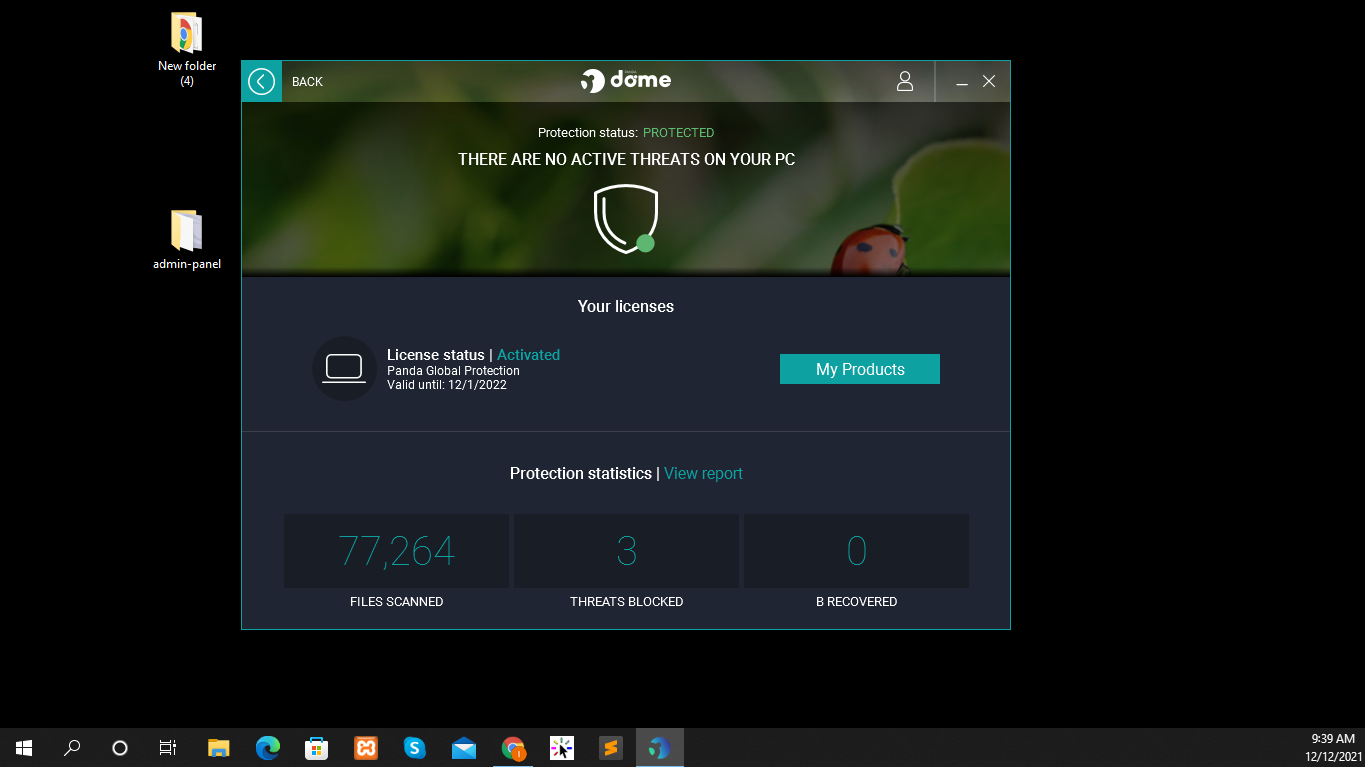 New folder
(4)
admin-panel
BACK
panda
dome
Protection status: PROTECTED
THERE ARE NO ACTIVE THREATS ON YOUR PC
Your licenses
License status | Activated
Panda Global Protection
Valid until: 12/1/2022
My Products
Protection statistics | View report
77,264
3
0
FILES SCANNED
THREATS BLOCKED
B RECOVERED
9:39 AM
12/12/2021